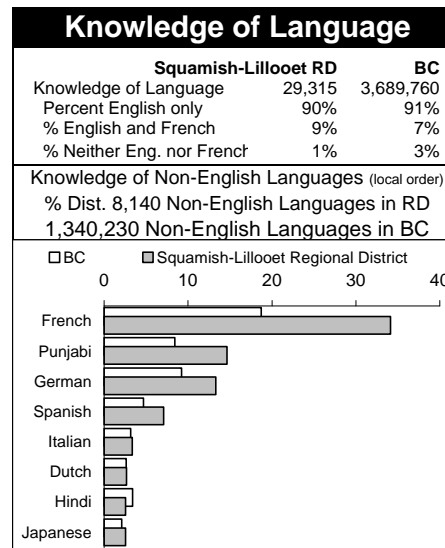 Knowledge of Language
Squamish-Lillooet RD BC
Knowledge of Language 29,315 3,689,760
Percent English only 90% 91%
% English and French 9% 7%
% Neither Eng. nor French 1% 3%
Knowledge of Non-English Languages (local order)
% Dist. 8,140 Non-English Languages in RD
1,340,230 Non-English Languages in BC
BC Squamish-Lillooet Regional District
0 10 20 30 40
French
Punjabi
German
Spanish
Italian
Dutch
Hindi
Japanese